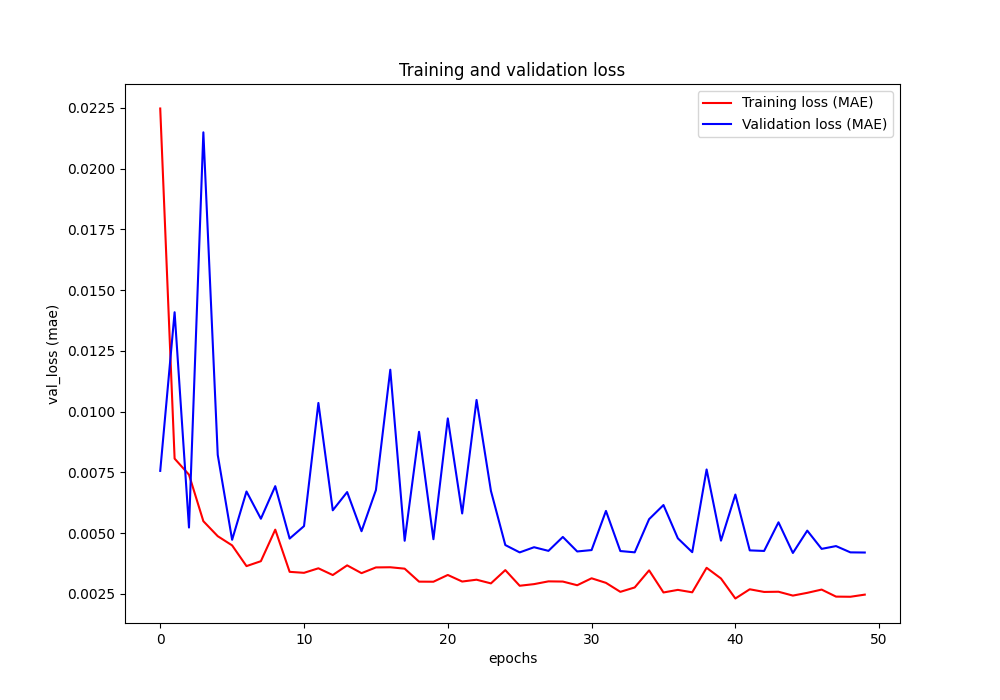 Training and validation loss
Training loss (MAE)
Validation loss (MAE)
0.0225
0.0200
0.0175
0.0150
0.0125
0.0100
0.0075
0.0050
0.0025
val_loss (mae)
0 10 20 30 40 50
epochs